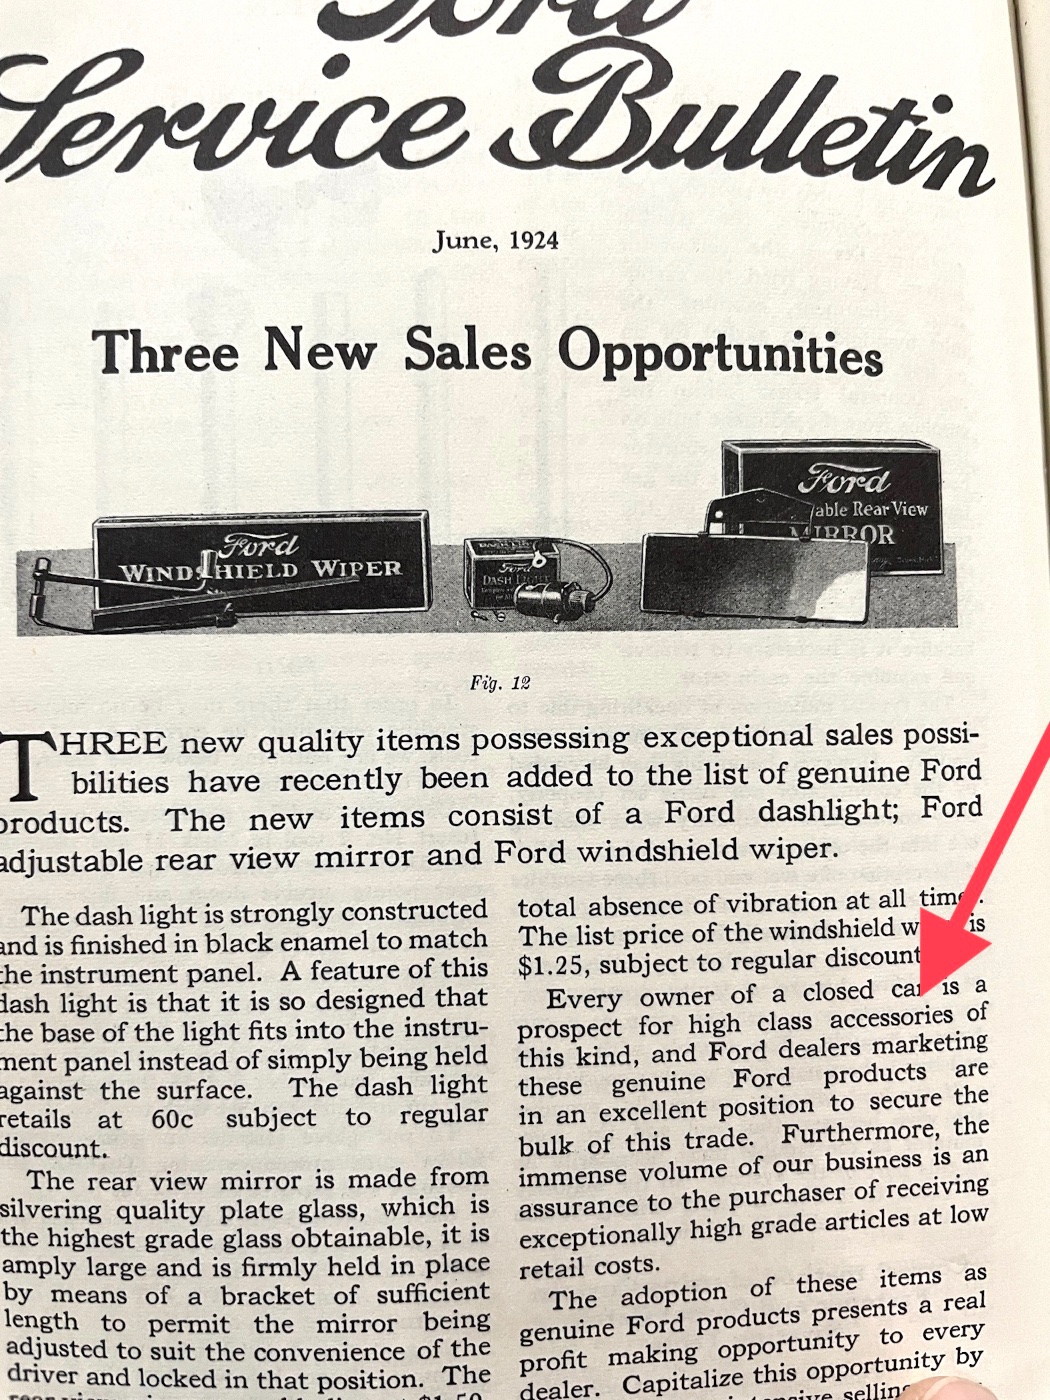 Ford
Service Bulletin
June, 1924
Three New Sales Opportunities
Ford
WINDSHIELD WIPER
Ford
DASH LIGHT
Ford
able Rear View
MIRROR
Fig. 12
THREE new quality items possessing exceptional sales possi-
bilities have recently been added to the list of genuine Ford
products. The new items consist of a Ford dashlight; Ford
adjustable rear view mirror and Ford windshield wiper.
The dash light is strongly constructed
and is finished in black enamel to match
the instrument panel. A feature of this
dash light is that it is so designed that
the base of the light fits into the instru-
ment panel instead of simply being held
against the surface. The dash light
retails at 60c subject to regular
discount.
The rear view mirror is made from
silvering quality plate glass, which is
the highest grade glass obtainable, it is
amply large and is firmly held in place
by means of a bracket of sufficient
length to permit the mirror being
adjusted to suit the convenience of the
driver and locked in that position. The
total absence of vibration at all time.
The list price of the windshield w is
$1.25, subject to regular discount
Every owner of a closed car is a
prospect for high class accessories of
this kind, and Ford dealers marketing
these genuine Ford products are
in an excellent position to secure the
bulk of this trade. Furthermore, the
immense volume of our business is an
assurance to the purchaser of receiving
exceptionally high grade articles at low
retail costs.
The adoption of these items as
genuine Ford products presents a real
profit making opportunity to every
dealer. Capitalize this opportunity by